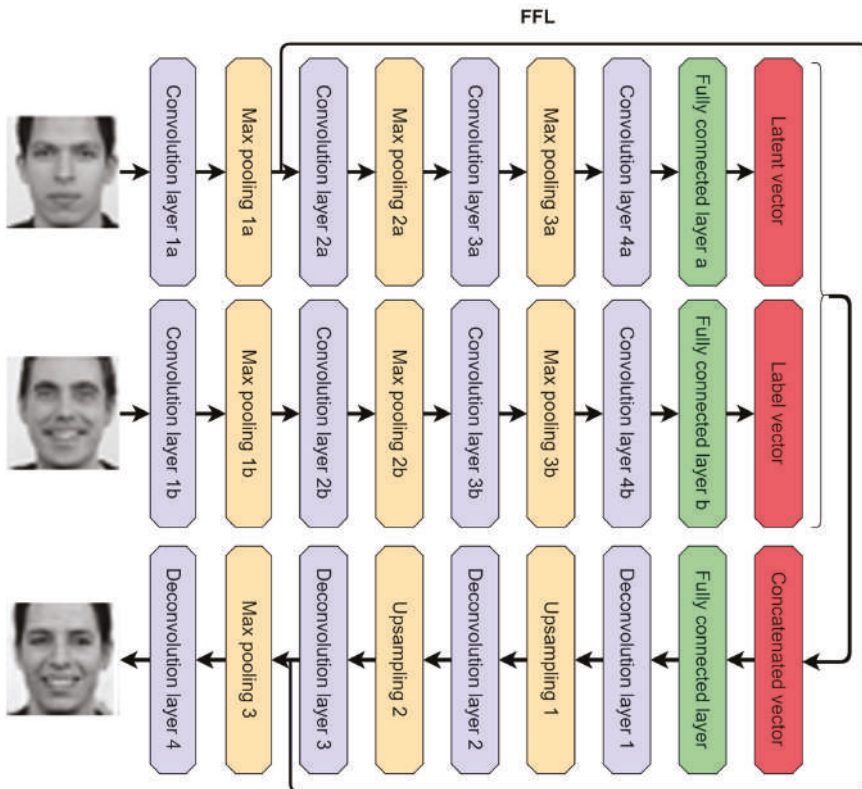 FFL
Convolution layer 1a
Max pooling 1a
Convolution layer 2a
Max pooling 2a
Convolution layer 3a
Max pooling 3a
Convolution layer 4a
Fully connected layer a
Latent vector
Convolution layer 1b
Max pooling 1b
Convolution layer 2b
Max pooling 2b
Convolution layer 3b
Max pooling 3b
Convolution layer 4b
Fully connected layer b
Label vector
Deconvolution layer 4
Max pooling 3
Deconvolution layer 3
Upsampling 2
Deconvolution layer 2
Upsampling 1
Deconvolution layer 1
Fully connected layer
Concatenated vector